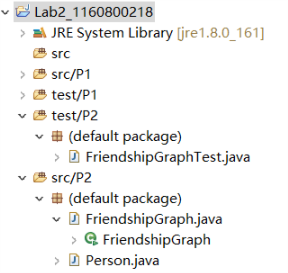 Lab2_1160800218
JRE System Library [jre1.8.0_161]
src
src/P1
test/P1
test/P2
(default package)
FriendshipGraphTest.java
src/P2
(default package)
FriendshipGraph.java
FriendshipGraph
Person.java